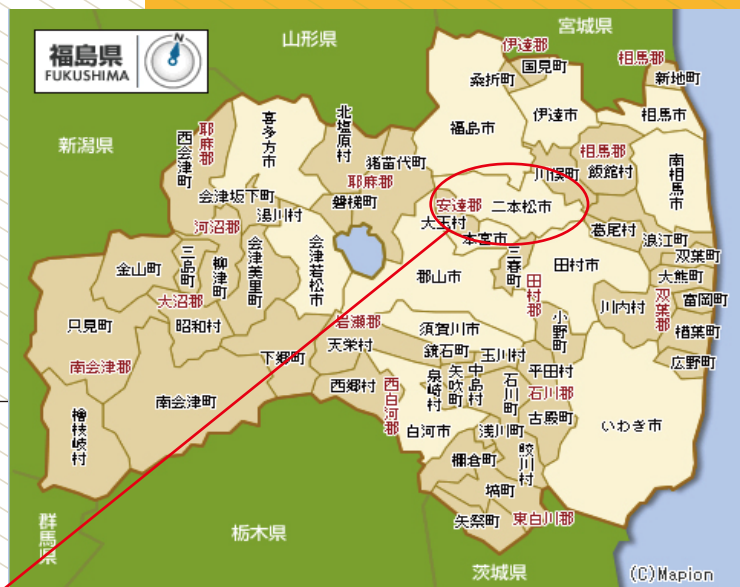 福島県
FUKUSHIMA
山形県
宮城県
新潟県
伊達郡
国見町
桑折町
相馬郡
新地町
伊達市
相馬市
福島市
喜多方市
北塩原村
耶麻郡
西会津町
猪苗代町
耶麻郡
磐梯町
相馬郡
川俣町
飯舘村
南相馬市
会津坂下町
湯川村
河沼郡
安達郡
二本松市
大玉村
本宮市
葛尾村
浪江町
双葉町
大熊町
双葉郡
富岡町
楢葉町
広野町
川内村
金山町
三島町
柳津町
会津美里町
会津若松市
郡山市
三春町
田村市
田村郡
小野町
大沼郡
昭和村
只見町
南会津郡
岩瀬郡
天栄村
須賀川市
鏡石町
玉川村
平田村
石川郡
古殿町
下郷町
西郷村
西白河郡
泉崎村
矢吹町
中島村
石川町
いわき市
南会津町
檜枝岐村
白河市
浅川町
鮫川村
棚倉町
塙町
矢祭町
東白川郡
群馬県
栃木県
茨城県
(C)Mapion